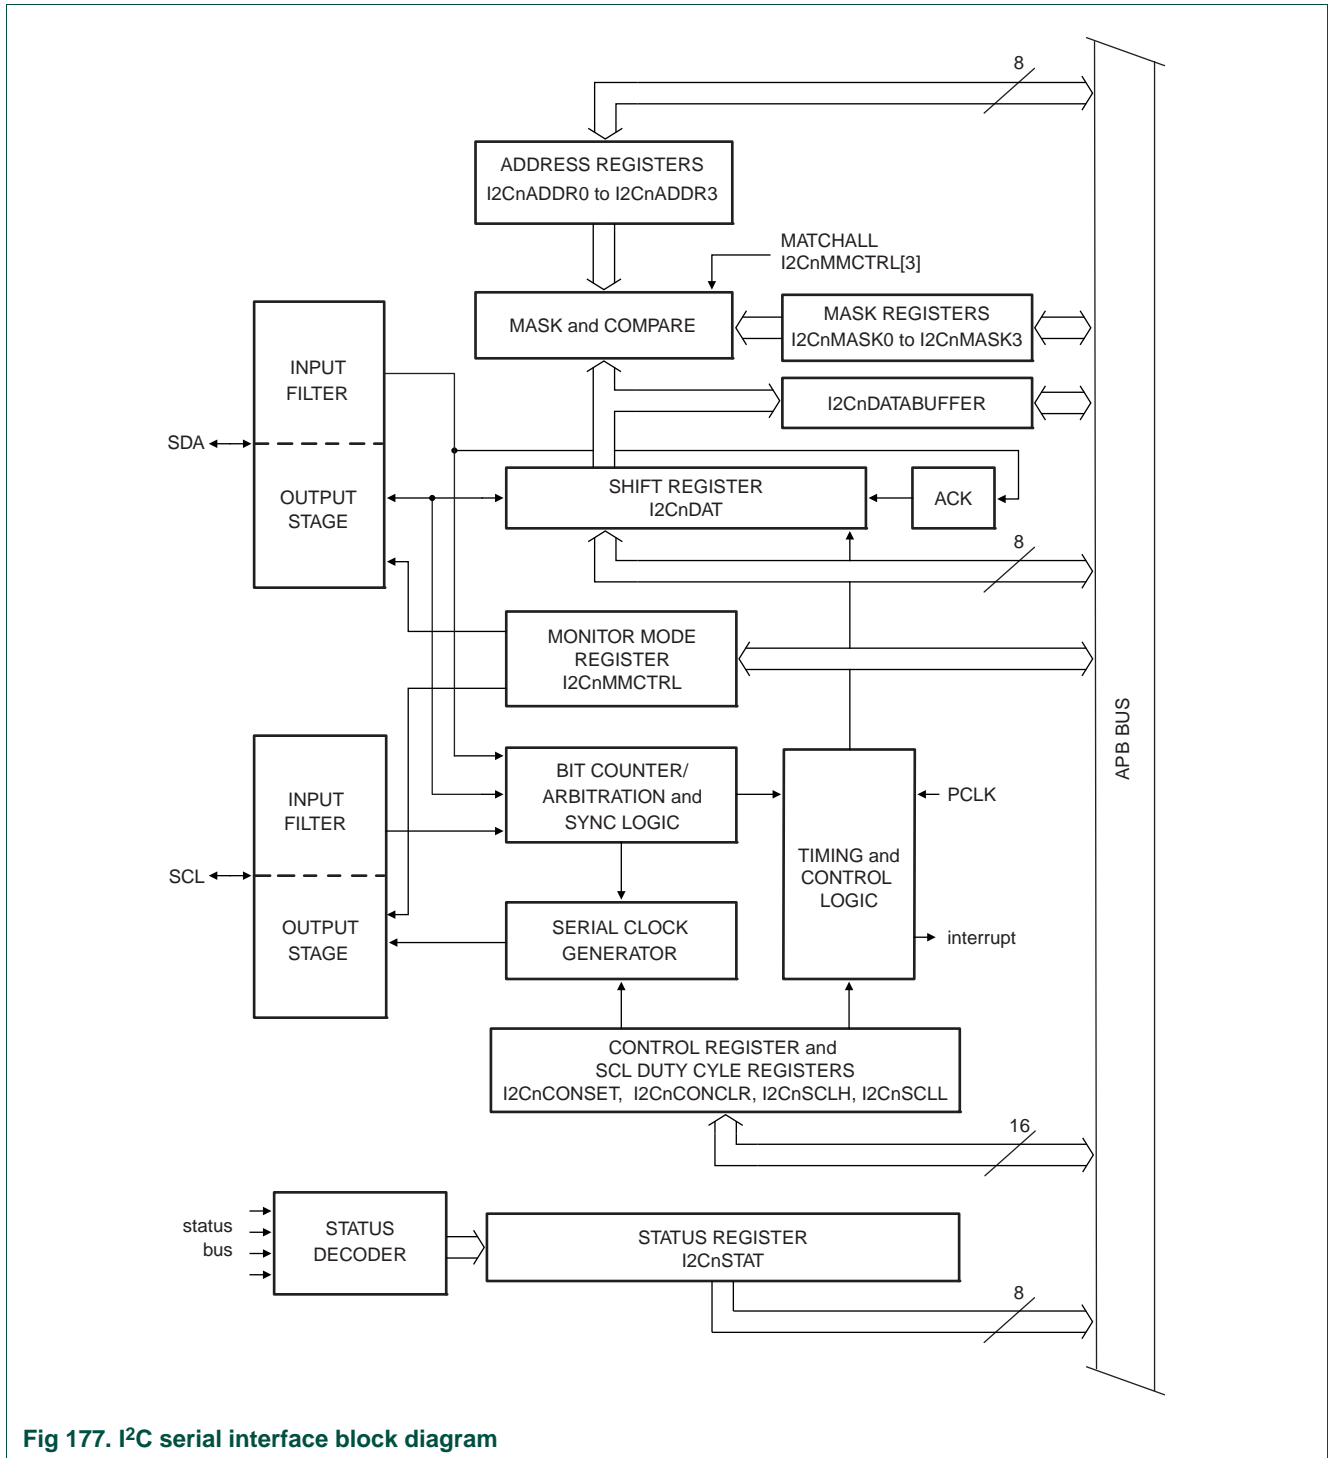 8
ADDRESS REGISTERS
I2CnADDR0 to I2CnADDR3
MATCHALL
I2CnMMCTRL[3]
MASK and COMPARE
MASK REGISTERS
I2CnMASK0 to I2CnMASK3
I2CnDATABUFFER
INPUT
FILTER
SDA
OUTPUT
STAGE
SHIFT REGISTER
I2CnDAT
ACK
8
MONITOR MODE
REGISTER
I2CnMMCTRL
APB BUS
BIT COUNTER/
ARBITRATION and
SYNC LOGIC
PCLK
INPUT
FILTER
TIMING and
CONTROL
LOGIC
SCL
OUTPUT
STAGE
SERIAL CLOCK
GENERATOR
interrupt
CONTROL REGISTER and
SCL DUTY CYLE REGISTERS
I2CnCONSET, I2CnCONCLR, I2CnSCLH, I2CnSCLL
16
status
bus
STATUS
DECODER
STATUS REGISTER
I2CnSTAT
8
Fig 177. I²C serial interface block diagram